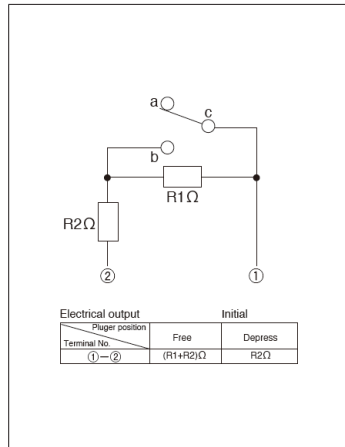 a
c
b
R1Ω
R2Ω
② ①
Electrical output Initial
Pluger position
Terminal No. Free Depress
①—② (R1+R2)Ω R2Ω